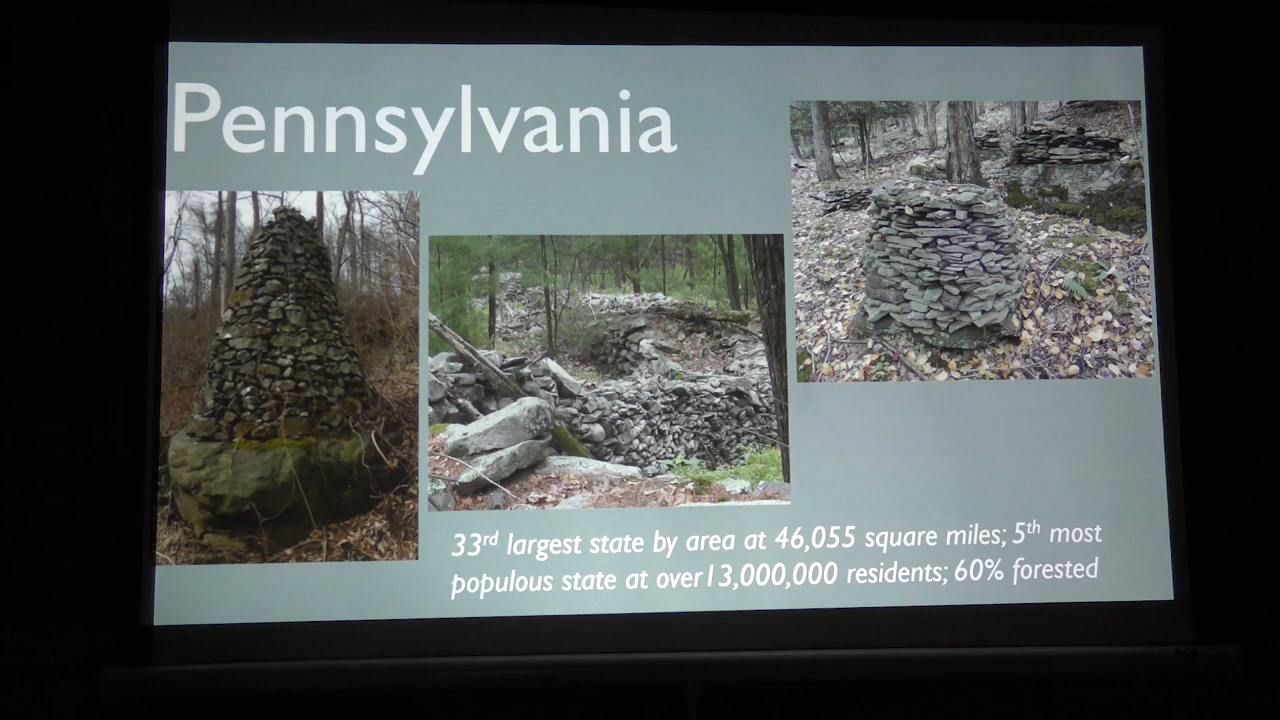 Pennsylvania
33rd largest state by area at 46,055 square miles; 5th most
populous state at over13,000,000 residents; 60% forested